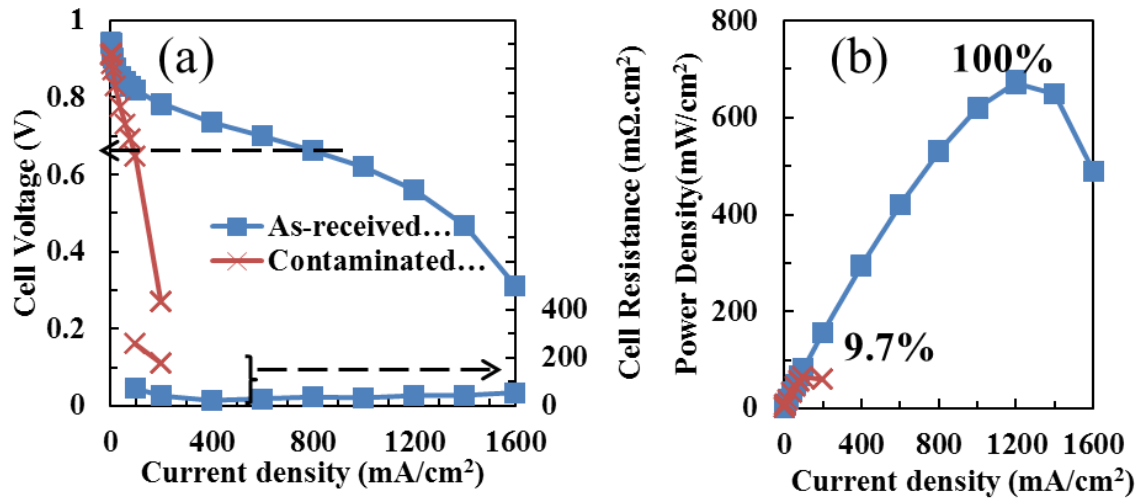 (a)
1
0.8
0.6
0.4
0.2
0
Cell Voltage (V)
As-received…
Contaminated…
400
200
0
Cell Resistance (mΩ.cm²)
0
400
800
1200
1600
Current density (mA/cm²)
(b)
100%
9.7%
800
600
400
200
0
Power Density(mW/cm²)
0
400
800
1200
1600
Current density (mA/cm²)